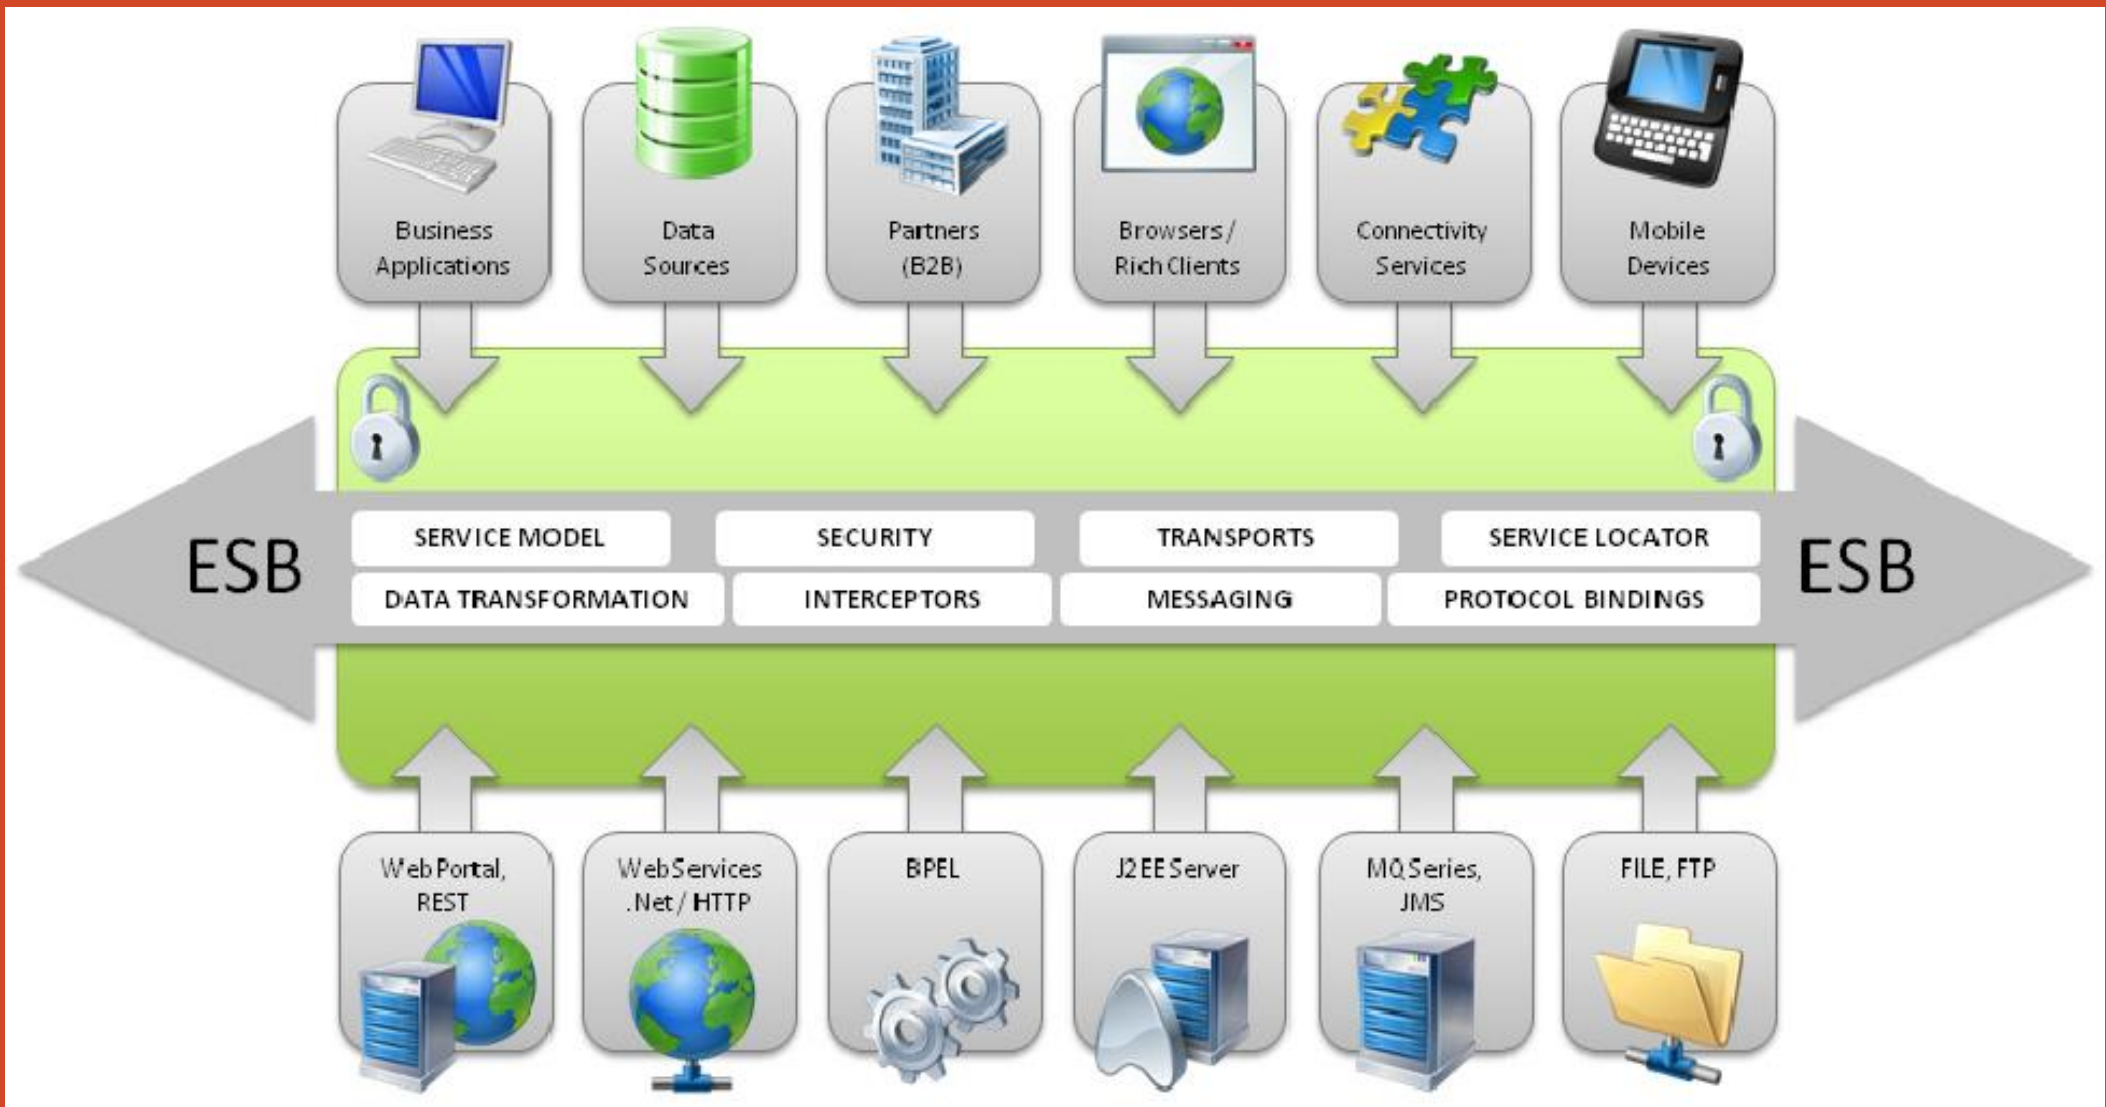 Business
Applications
Data
Sources
Partners
(B2B)
Browsers /
Rich Clients
Connectivity
Services
Mobile
Devices
ESB
SERVICE MODEL
SECURITY
TRANSPORTS
SERVICE LOCATOR
DATA TRANSFORMATION
INTERCEPTORS
MESSAGING
PROTOCOL BINDINGS
ESB
Web Portal,
REST
Web Services
.Net / HTTP
BPEL
J2EE Server
MQ Series,
JMS
FILE, FTP